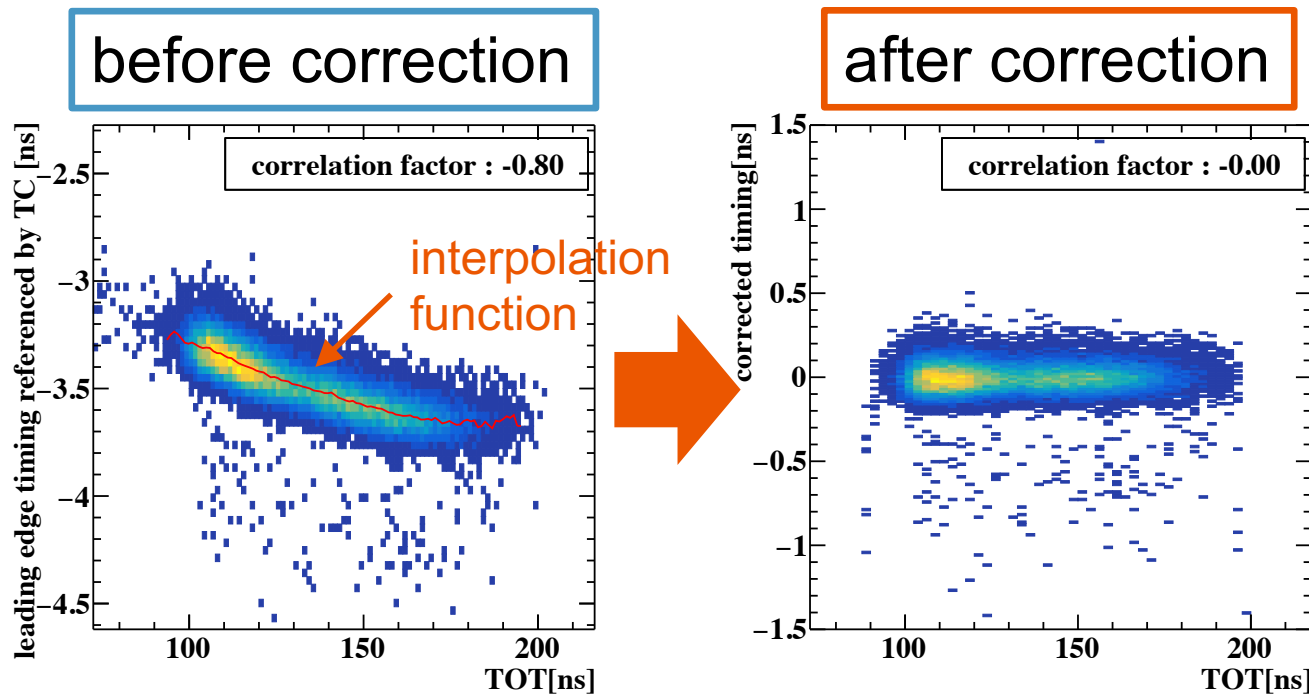 before correction
after correction
leading edge timing referenced by TC [ns]
correlation factor : -0.80
interpolation
function
−2.5
−3
−3.5
−4
−4.5
100
150
200
TOT[ns]
corrected timing[ns]
correlation factor : -0.00
1.5
1
0.5
0
−0.5
−1
−1.5
100
150
200
TOT[ns]